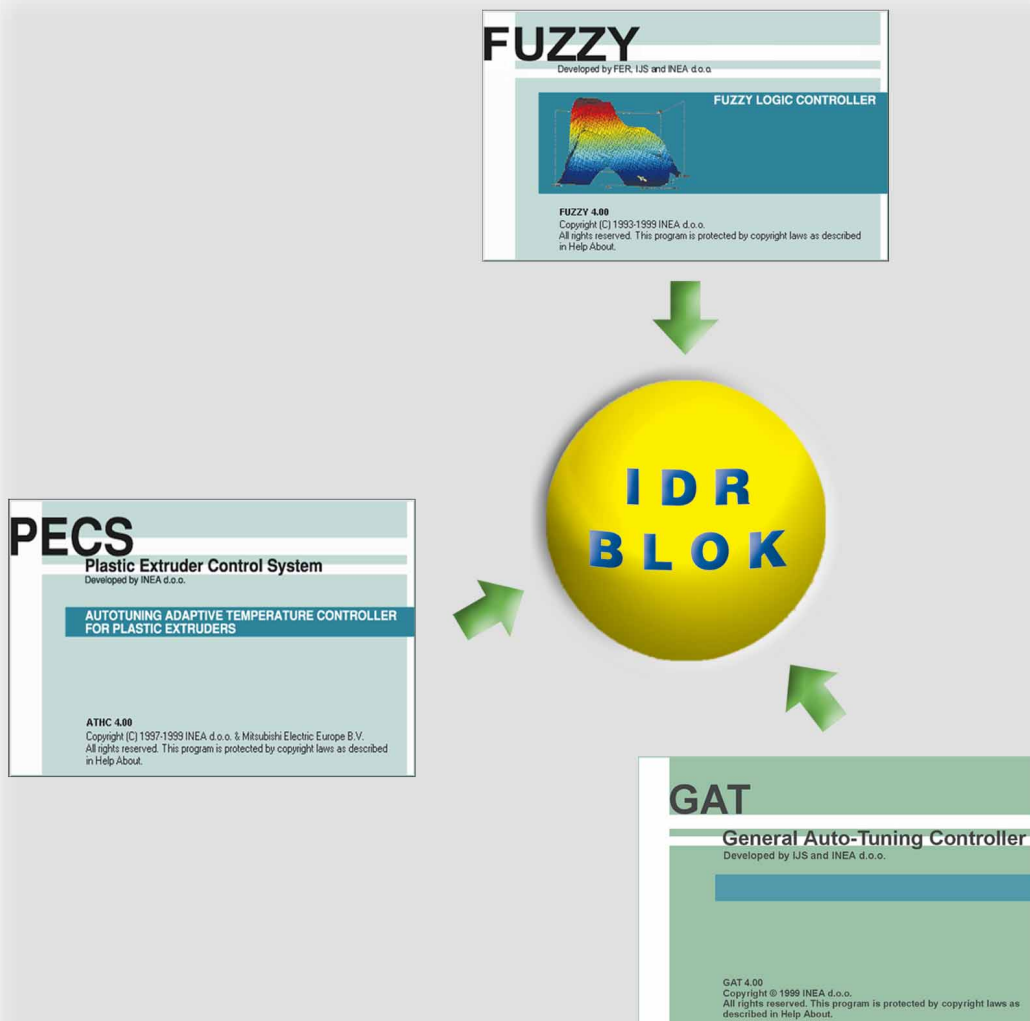 FUZZY
Developed by FER, IJS and INEA d.o.o.
FUZZY LOGIC CONTROLLER
FUZZY 4.00
Copyright (C) 1993-1999 INEA d.o.o.
All rights reserved. This program is protected by copyright laws as described
in Help About.
IDR
BLOK
PECS
Plastic Extruder Control System
Developed by INEA d.o.o.
AUTOTUNING ADAPTIVE TEMPERATURE CONTROLLER
FOR PLASTIC EXTRUDERS
ATHC 4.00
Copyright (C) 1997-1999 INEA d.o.o. & Mitsubishi Electric Europe B.V.
All rights reserved. This program is protected by copyright laws as described
in Help About.
GAT
General Auto-Tuning Controller
Developed by IJS and INEA d.o.o.
GAT 4.00
Copyright © 1999 INEA d.o.o.
All rights reserved. This program is protected by copyright laws as
described in Help About.